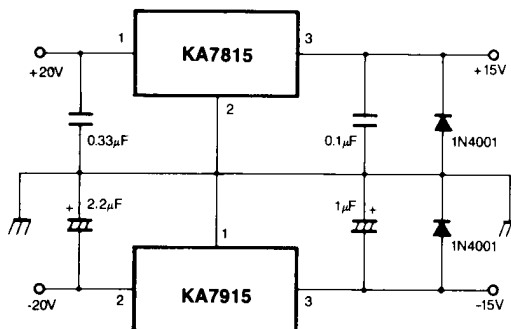 1
KA7815
3
+20V
+15V
2
0.33μF
0.1μF
1N4001
+
2.2μF
1μF
+
1
1N4001
-20V
2
KA7915
3
-15V